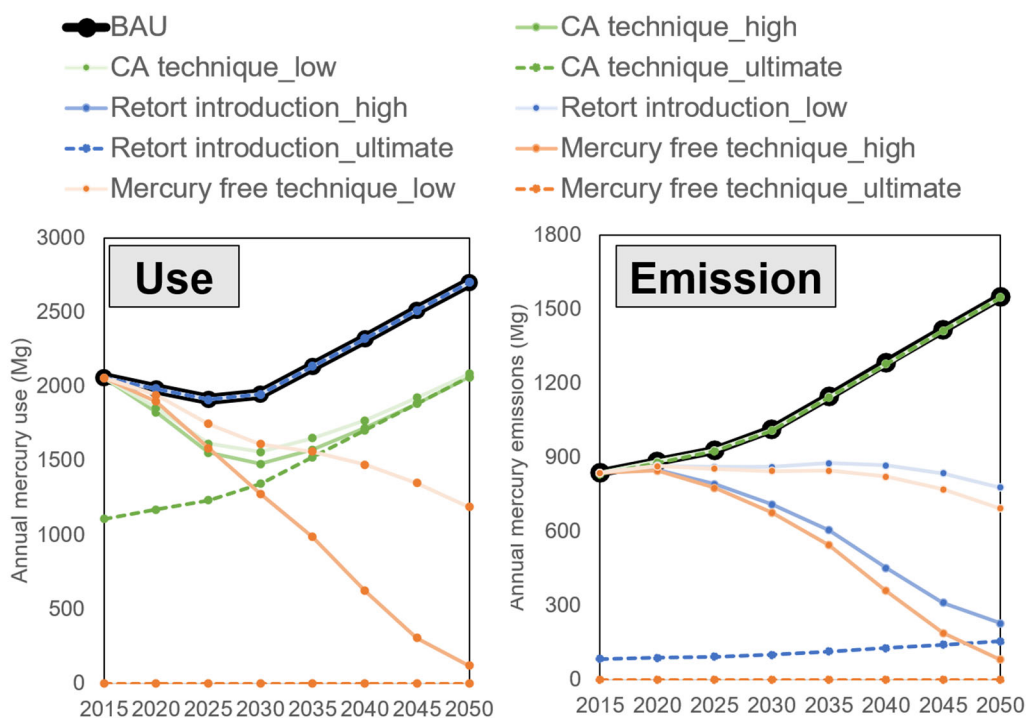 BAU
CA technique_high
CA technique_low
CA technique_ultimate
Retort introduction_high
Retort introduction_low
Retort introduction_ultimate
Mercury free technique_high
Mercury free technique_low
Mercury free technique_ultimate
Use
Annual mercury use (Mg)
3000
2500
2000
1500
1000
500
0
2015 2020 2025 2030 2035 2040 2045 2050
Emission
Annual mercury emissions (Mg)
1800
1500
1200
900
600
300
0
2015 2020 2025 2030 2035 2040 2045 2050